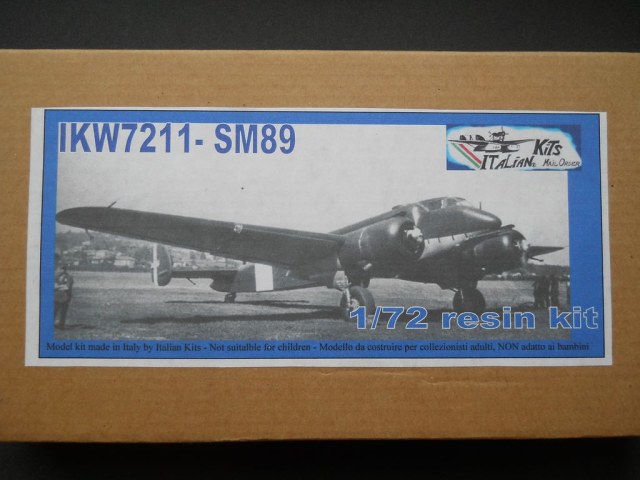 IKW7211- SM89
KiTS
ITALiAN®
MAiL ORDER
1/72 resin kit
Model kit made in Italy by Italian Kits - Not suitalble for children - Modello da costruire per collezionisti adulti, NON adatto ai bambini